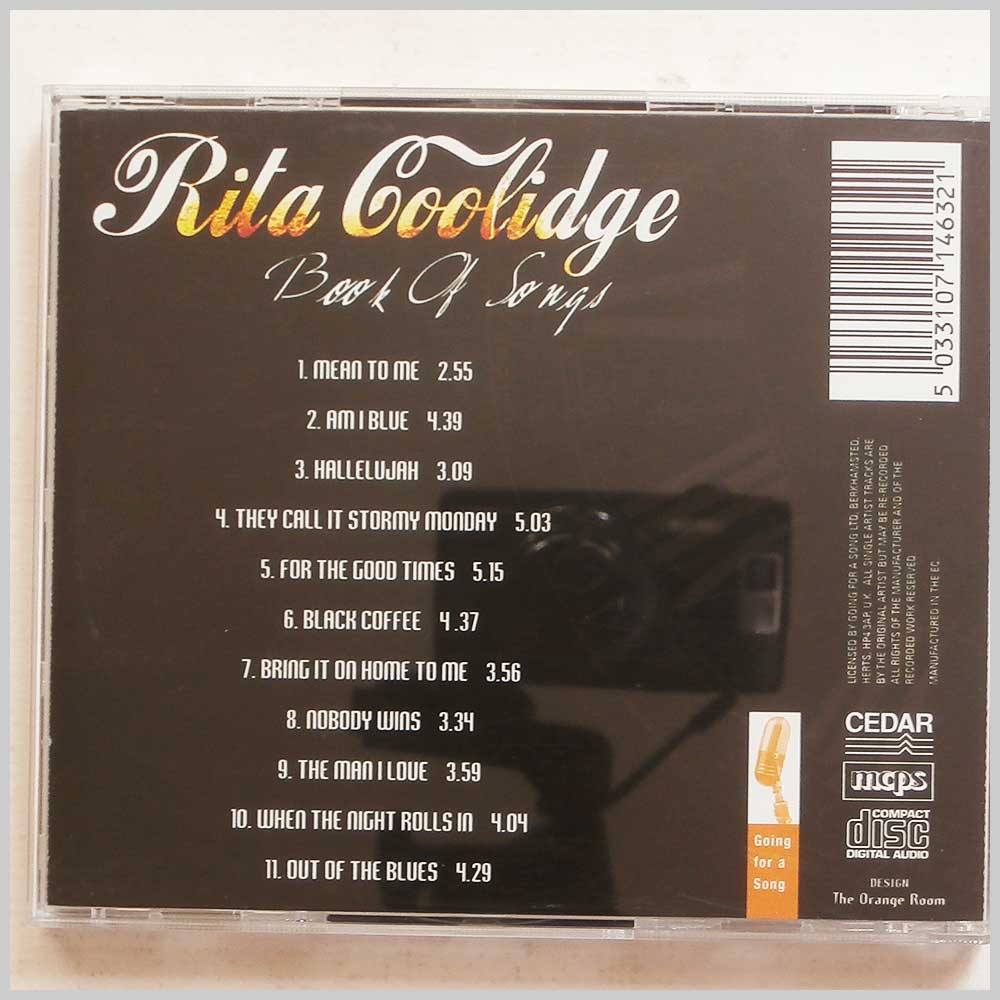 Rita Coolidge
Book Of Songs
1. MEAN TO ME 2.55
2. AM I BLUE 4.39
3. HALLELUJAH 3.09
4. THEY CALL IT STORMY MONDAY 5.03
5. FOR THE GOOD TIMES 5.15
6. BLACK COFFEE 4.37
7. BRING IT ON HOME TO ME 3.56
8. NOBODY WINS 3.34
9. THE MAN I LOVE 3.59
10. WHEN THE NIGHT ROLLS IN 4.04
11. OUT OF THE BLUES 4.29
5 033107 146321
LICENSED BY GOING FOR A SONG LTD, BERKHAMSTED,
HERTS, HP4 3AP, U.K. ALL SINGLE ARTIST TRACKS ARE
BY THE ORIGINAL ARTIST BUT MAY BE RE-RECORDED
ALL RIGHTS OF THE MANUFACTURER AND OF THE
RECORDED WORK RESERVED
MANUFACTURED IN THE EC
Going
for a
Song
CEDAR
mcps
COMPACT
disc
DIGITAL AUDIO
DESIGN
The Orange Room